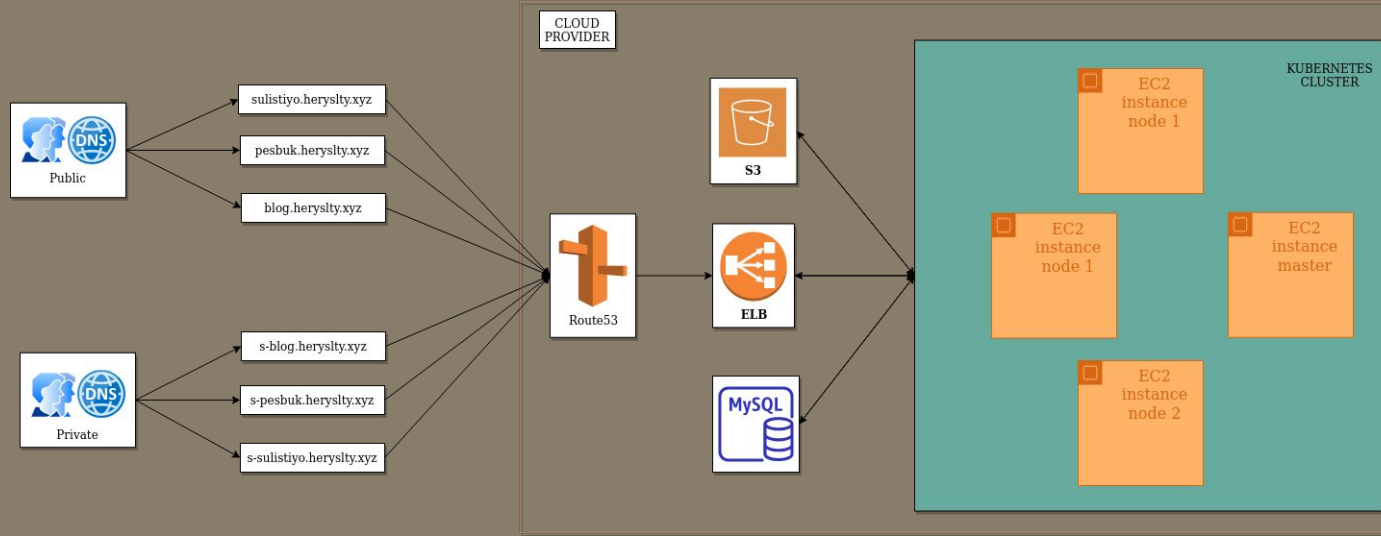 CLOUD
PROVIDER
KUBERNETES
CLUSTER
DNS
Public
sulistiyo.heryslty.xyz
pesbuk.heryslty.xyz
blog.heryslty.xyz
DNS
Private
s-blog.heryslty.xyz
s-pesbuk.heryslty.xyz
s-sulistiyo.heryslty.xyz
Route53
S3
ELB
MySQL
EC2
instance
node 1
EC2
instance
node 1
EC2
instance
master
EC2
instance
node 2